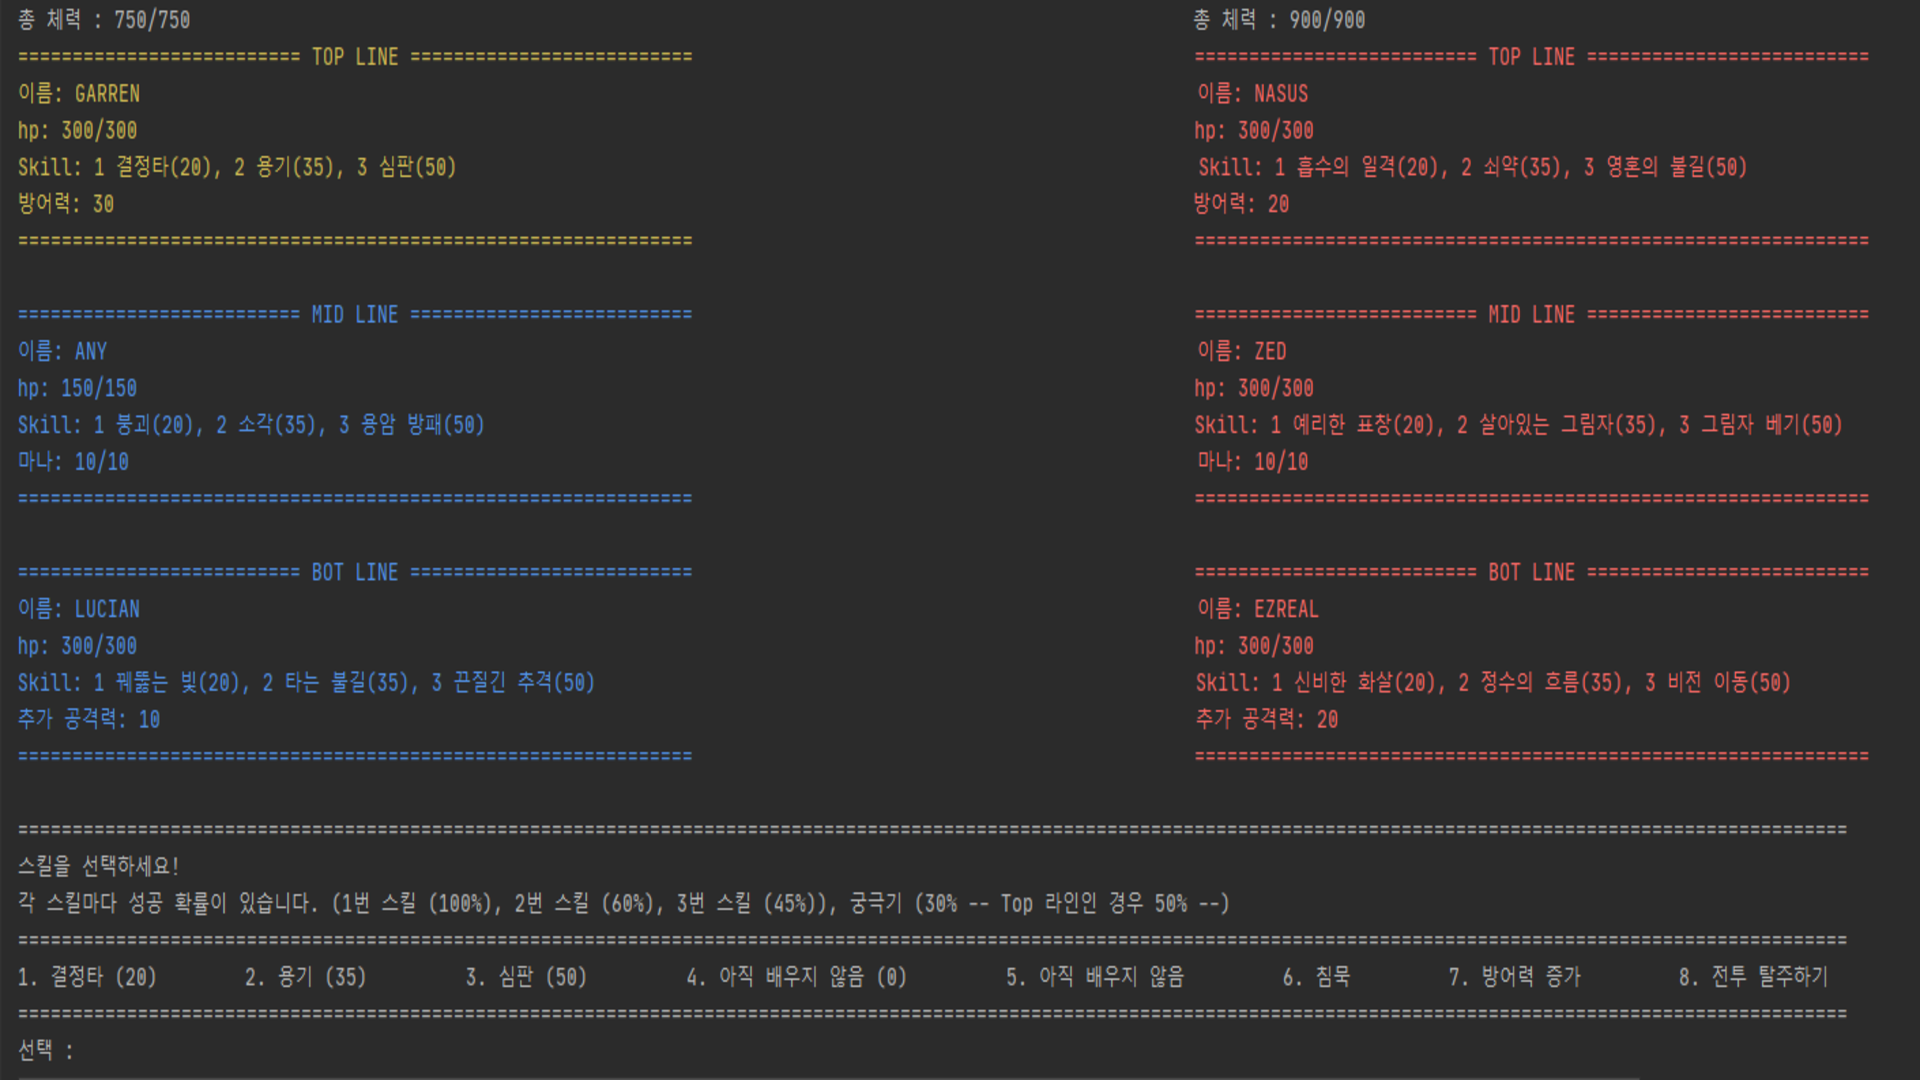 총 체력 : 750/750
========================== TOP LINE ==========================
이름: GARREN
hp: 300/300
Skill: 1 결정타(20), 2 용기(35), 3 심판(50)
방어력: 30
==============================================================
========================== MID LINE ==========================
이름: ANY
hp: 150/150
Skill: 1 붕괴(20), 2 소각(35), 3 용암 방패(50)
마나: 10/10
==============================================================
========================== BOT LINE ==========================
이름: LUCIAN
hp: 300/300
Skill: 1 꿰뚫는 빛(20), 2 타는 불길(35), 3 끈질긴 추격(50)
추가 공격력: 10
==============================================================
총 체력 : 900/900
========================== TOP LINE ==========================
이름: NASUS
hp: 300/300
Skill: 1 흡수의 일격(20), 2 쇠약(35), 3 영혼의 불길(50)
방어력: 20
==============================================================
========================== MID LINE ==========================
이름: ZED
hp: 300/300
Skill: 1 예리한 표창(20), 2 살아있는 그림자(35), 3 그림자 베기(50)
마나: 10/10
==============================================================
========================== BOT LINE ==========================
이름: EZREAL
hp: 300/300
Skill: 1 신비한 화살(20), 2 정수의 흐름(35), 3 비전 이동(50)
추가 공격력: 20
==============================================================
스킬을 선택하세요!
각 스킬마다 성공 확률이 있습니다. (1번 스킬 (100%), 2번 스킬 (60%), 3번 스킬 (45%)), 궁극기 (30% -- Top 라인인 경우 50% --)
1. 결정타 (20) 2. 용기 (35) 3. 심판 (50) 4. 아직 배우지 않음 (0) 5. 아직 배우지 않음 6. 침묵 7. 방어력 증가 8. 전투 탈주하기
선택 :